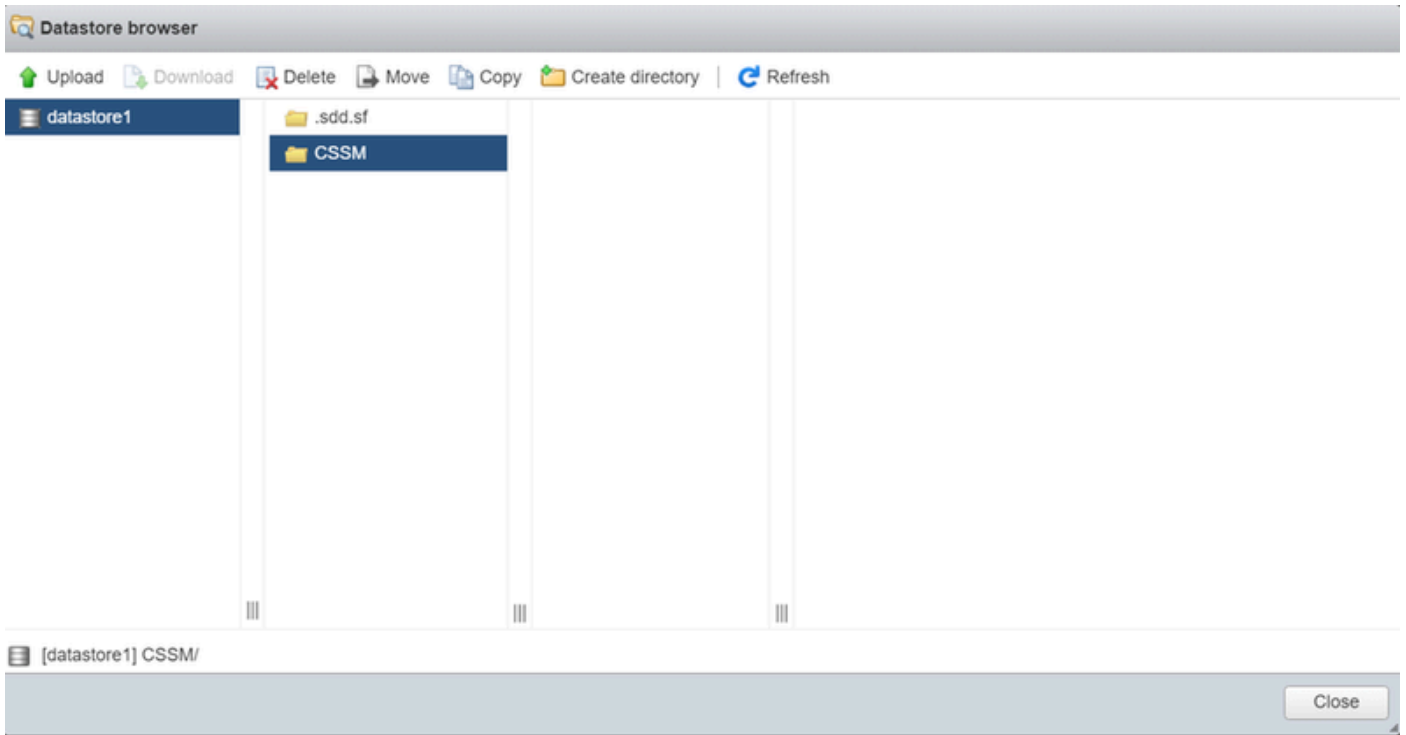 Datastore browser
Upload Download Delete Move Copy Create directory Refresh
datastore1 .sdd.sf
CSSM
[datastore1] CSSM/
Close